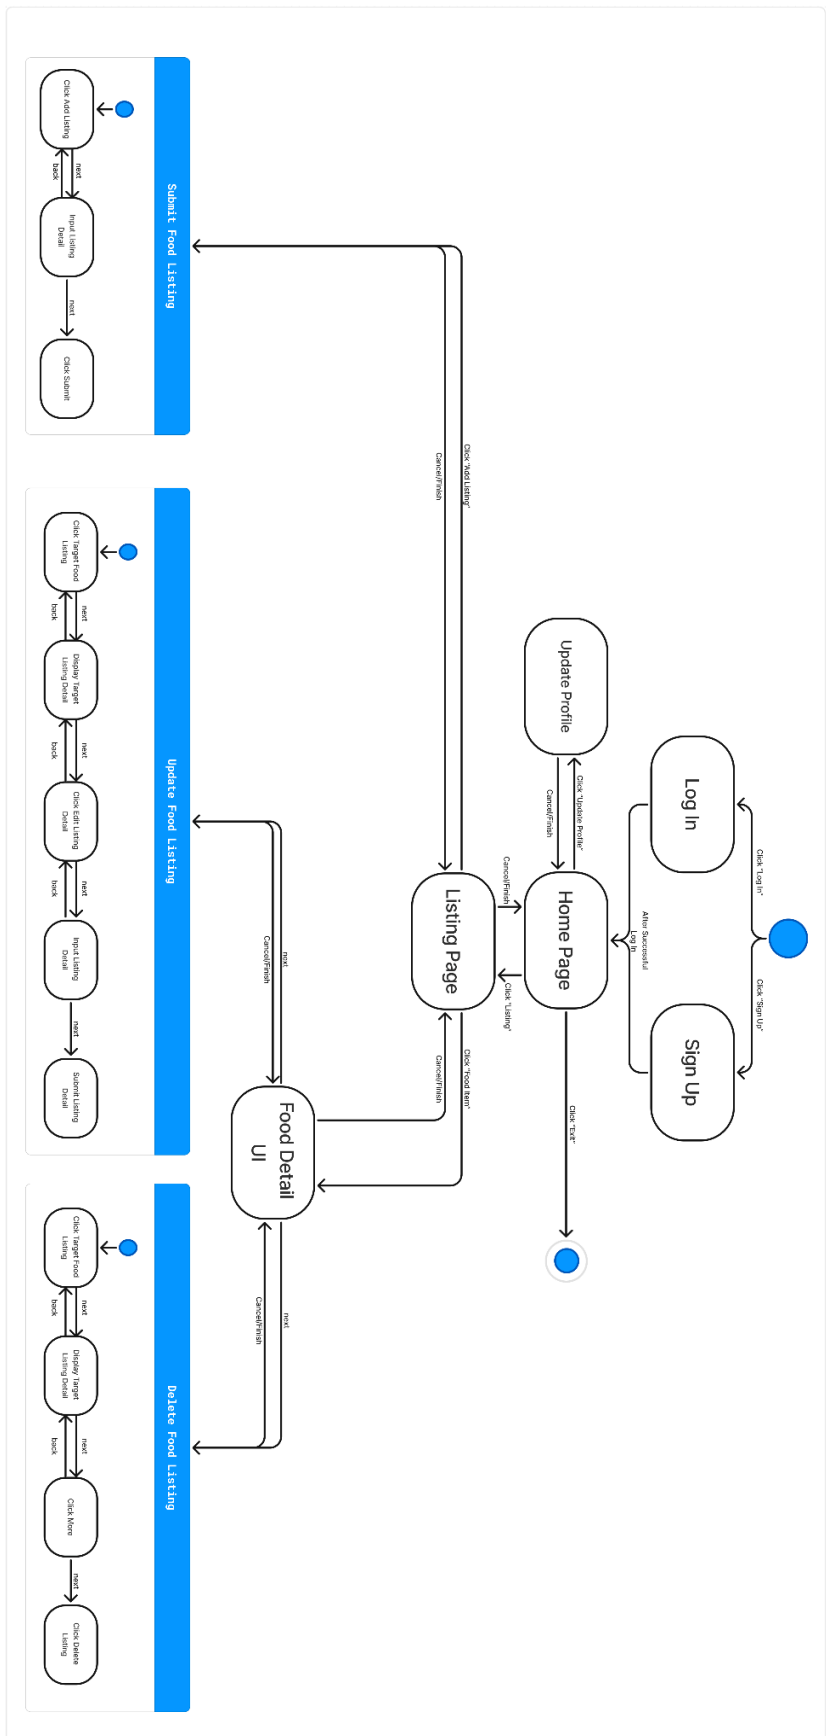 Click "Log In"
Click "Sign Up"
Log In
Sign Up
After Successful
Log In
Update Profile
Click "Update Profile"
Cancel/Finish
Home Page
Click "Exit"
Cancel/Finish
Click "Listing"
Click "Add Listing"
Cancel/Finish
Listing Page
Click "Food Item"
Cancel/Finish
next
Cancel/Finish
Food Detail
UI
next
Cancel/Finish
Submit Food Listing
Click Add Listing
next
back
Input Listing
Detail
next
Click Submit
Update Food Listing
Click Target Food
Listing
next
back
Display Target
Listing Detail
next
back
Click Edit Listing
Detail
next
back
Input Listing
Detail
next
Submit Listing
Detail
Delete Food Listing
Click Target Food
Listing
next
back
Display Target
Listing Detail
next
back
Click More
next
Click Delete
Listing